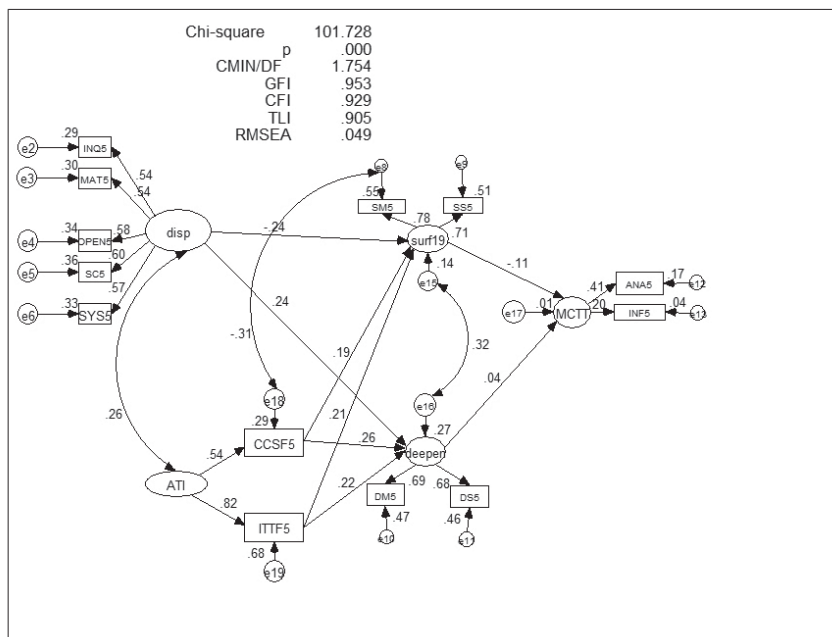 Chi-square 101.728
p .000
CMIN/DF 1.754
GFI .953
CFI .929
TLI .905
RMSEA .049
e2 .29 INQ5 .54
e3 .30 MAT5 .54
e4 .34 OPEN5 .58
e5 .36 SC5 .60
e6 .33 SYS5 .57
disp
-.24
.24
-.31
.26
e8 .55 SM5 .78
e9 .51 SS5 .71
surf19
.14
e15
-.11
.32
e17 .01 MCTT
.41 ANA5 .17 e12
.20 INF5 .04 e13
.04
.19
.21
e18
.29
CCSF5
.54
.26
ATI
.82
.22
ITTF5
.68
e19
e16
.27
deepen
.69 DM5 .47 e10
.68 DS5 .46 e11